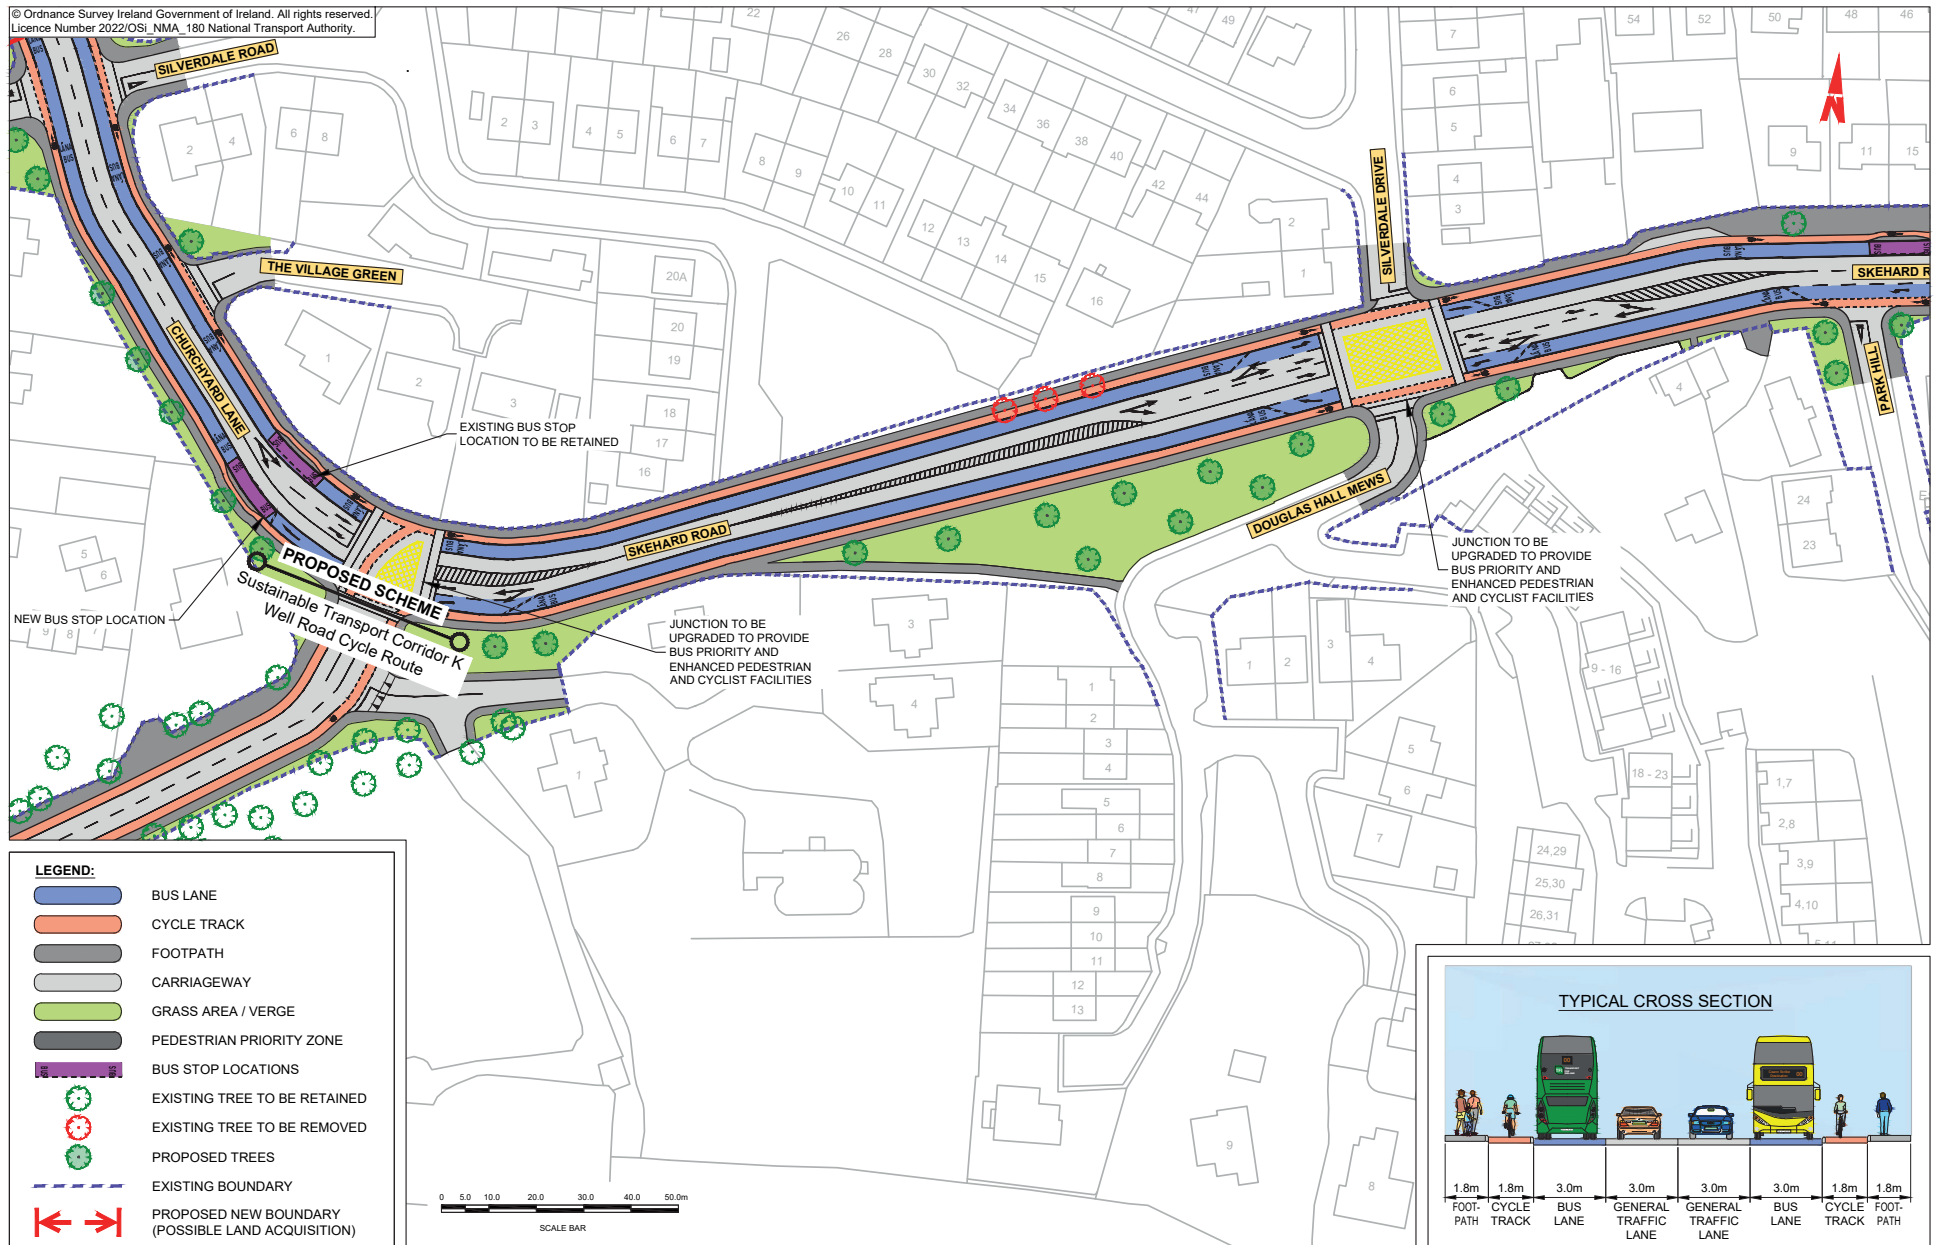 © Ordnance Survey Ireland Government of Ireland. All rights reserved.
Licence Number 2022/OSi_NMA_180 National Transport Authority.
SILVERDALE ROAD
THE VILLAGE GREEN
CHURCHYARD LANE
SILVERDALE DRIVE
SKEHARD R
PARK HILL
EXISTING BUS STOP
LOCATION TO BE RETAINED
SKEHARD ROAD
DOUGLAS HALL MEWS
JUNCTION TO BE
UPGRADED TO PROVIDE
BUS PRIORITY AND
ENHANCED PEDESTRIAN
AND CYCLIST FACILITIES
NEW BUS STOP LOCATION
PROPOSED SCHEME
Sustainable Transport Corridor K
Well Road Cycle Route
JUNCTION TO BE
UPGRADED TO PROVIDE
BUS PRIORITY AND
ENHANCED PEDESTRIAN
AND CYCLIST FACILITIES
N
LEGEND:
BUS LANE
CYCLE TRACK
FOOTPATH
CARRIAGEWAY
GRASS AREA / VERGE
PEDESTRIAN PRIORITY ZONE
BUS STOP LOCATIONS
EXISTING TREE TO BE RETAINED
EXISTING TREE TO BE REMOVED
PROPOSED TREES
EXISTING BOUNDARY
PROPOSED NEW BOUNDARY
(POSSIBLE LAND ACQUISITION)
0 5.0 10.0 20.0 30.0 40.0 50.0m
SCALE BAR
TYPICAL CROSS SECTION
1.8m 1.8m 3.0m 3.0m 3.0m 3.0m 1.8m 1.8m
FOOT-PATH CYCLE TRACK BUS LANE GENERAL TRAFFIC LANE GENERAL TRAFFIC LANE BUS LANE CYCLE TRACK FOOT-PATH